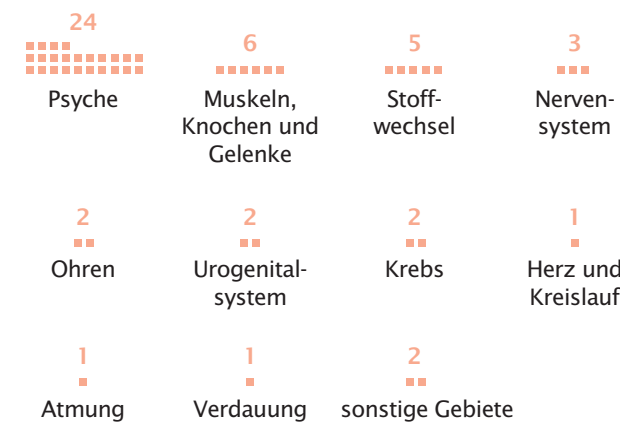 24
6
5
3
Psyche
Muskeln,
Knochen und
Gelenke
Stoff-
wechsel
Nerven-
system
2
2
2
1
Ohren
Urogenital-
system
Krebs
Herz und
Kreislauf
1
1
2
Atmung
Verdauung
sonstige Gebiete